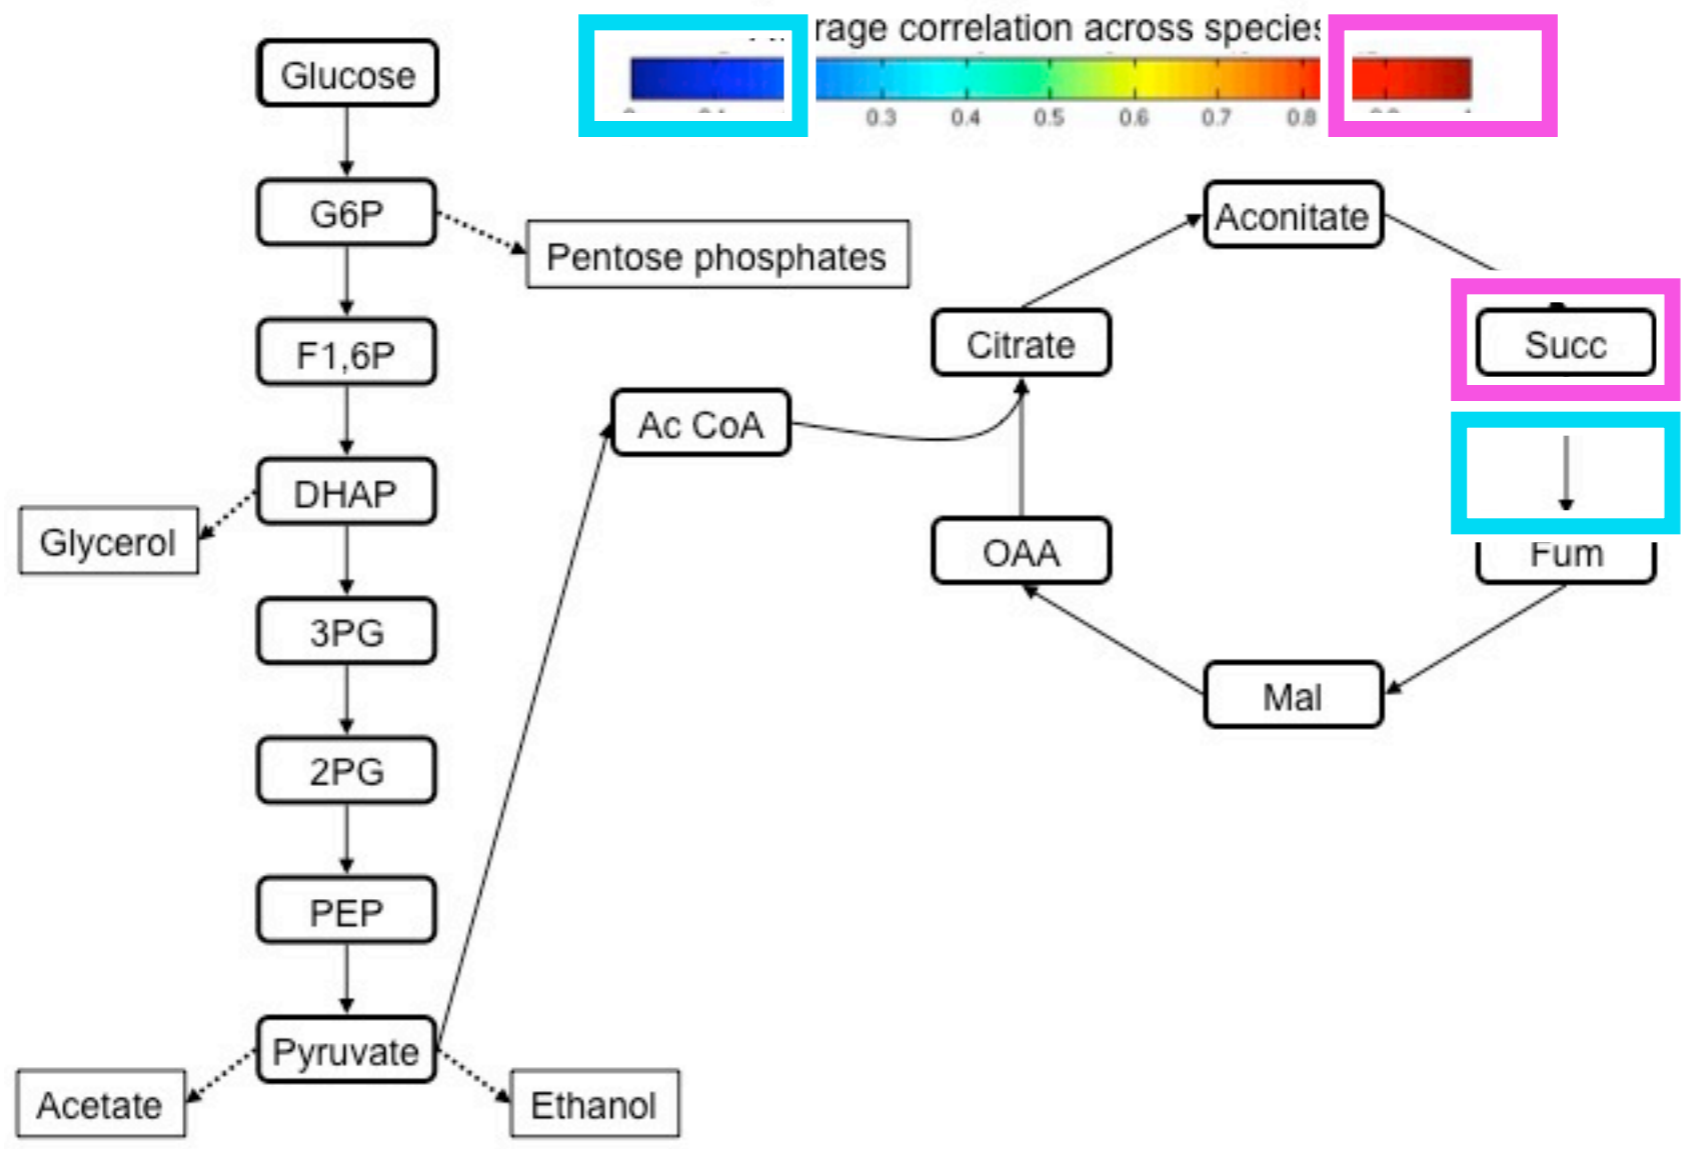 rage correlation across species
0.3 0.4 0.5 0.6 0.7 0.8
Glucose
G6P
Pentose phosphates
Aconitate
F1,6P
Citrate
Succ
Ac CoA
DHAP
Glycerol
OAA
Fum
3PG
Mal
2PG
PEP
Pyruvate
Acetate
Ethanol